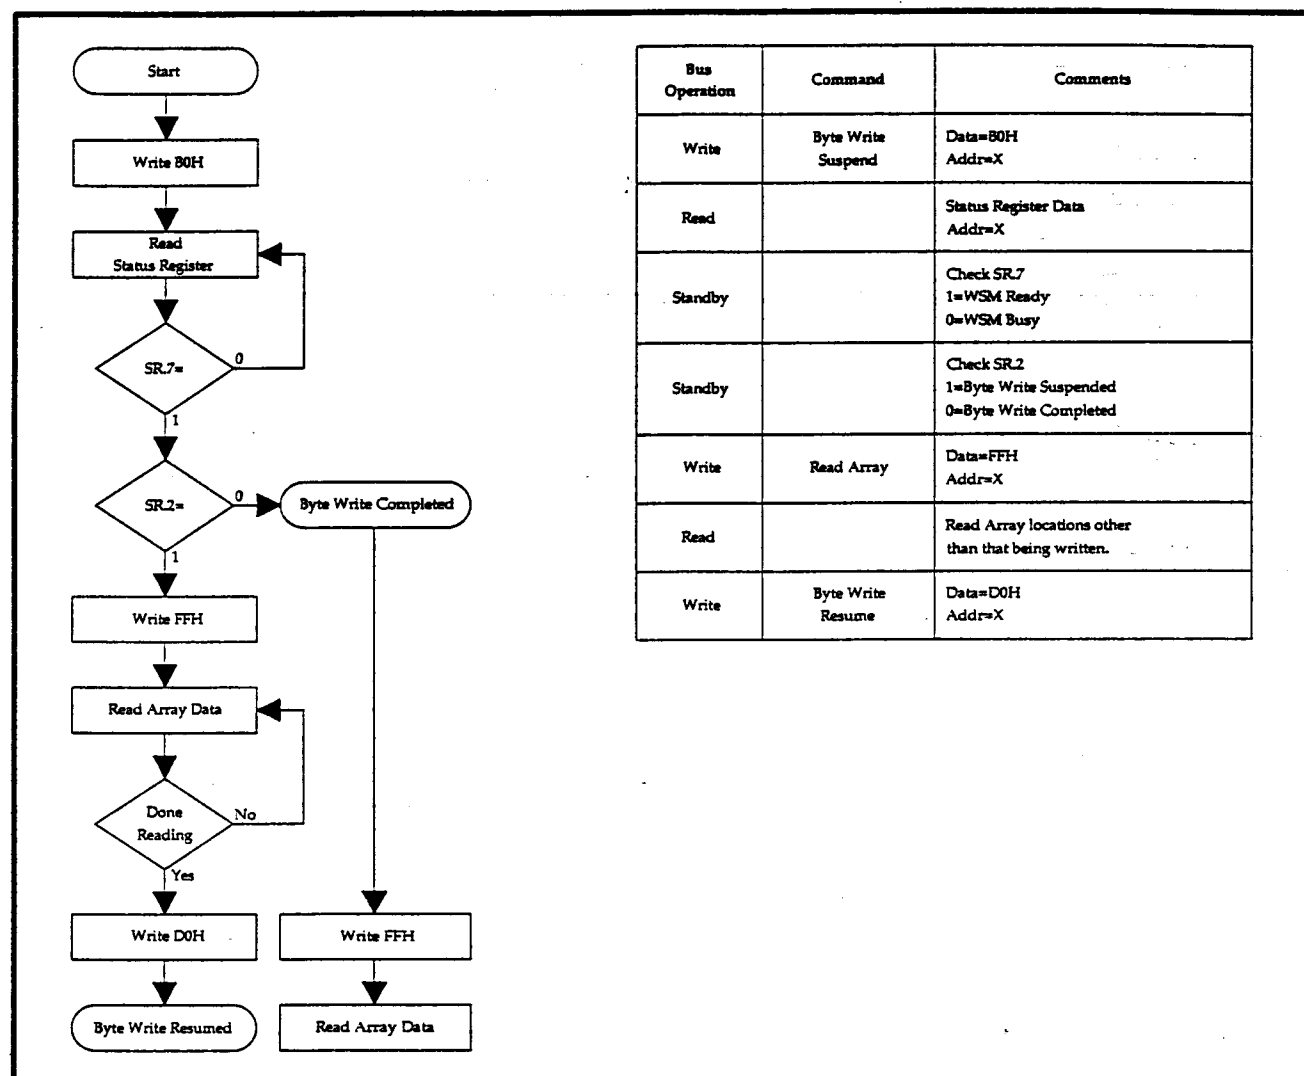 Start
Write B0H
Read
Status Register
SR.7=
0
1
SR.2=
0
Byte Write Completed
1
Write FFH
Read Array Data
Done
Reading
No
Yes
Write D0H
Write FFH
Byte Write Resumed
Read Array Data
Bus
Operation
Command
Comments
Write
Byte Write
Suspend
Data=B0H
Addr=X
Read
Status Register Data
Addr=X
Standby
Check SR.7
1=WSM Ready
0=WSM Busy
Standby
Check SR.2
1=Byte Write Suspended
0=Byte Write Completed
Write
Read Array
Data=FFH
Addr=X
Read
Read Array locations other
than that being written.
Write
Byte Write
Resume
Data=D0H
Addr=X